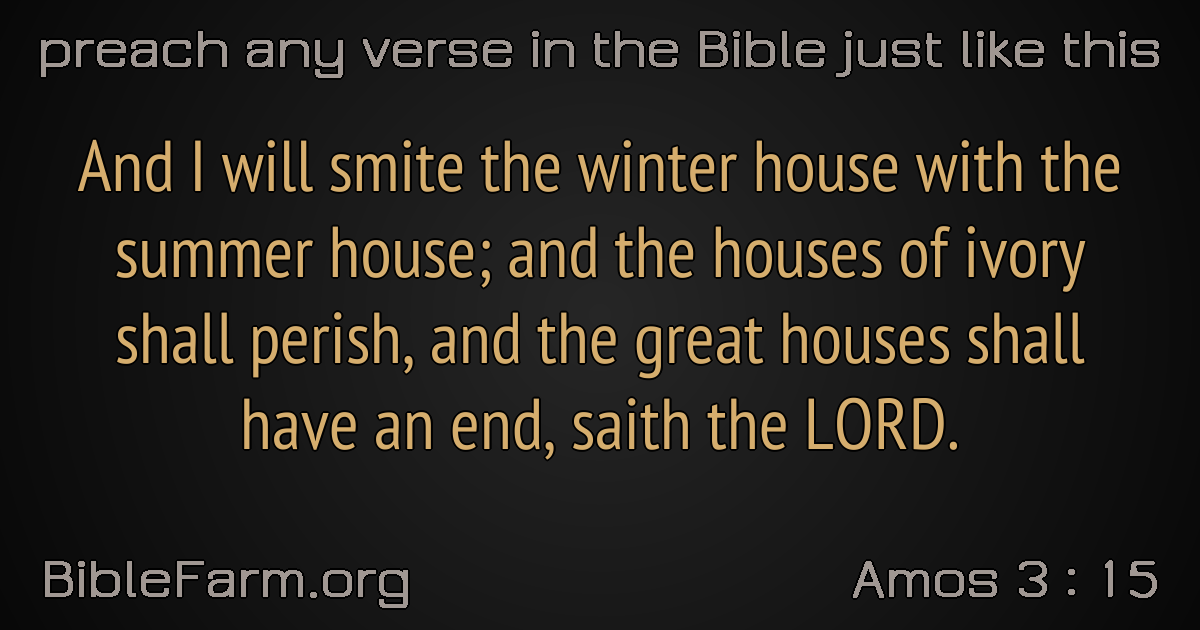 preach any verse in the Bible just like this
And I will smite the winter house with the
summer house; and the houses of ivory
shall perish, and the great houses shall
have an end, saith the LORD.
BibleFarm.org
Amos 3 : 15